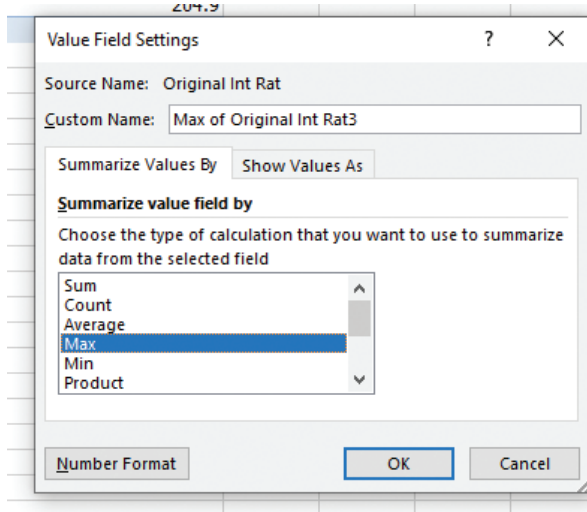 204.9
Value Field Settings ?
Source Name: Original Int Rat
Custom Name: Max of Original Int Rat3
Summarize Values By Show Values As
Summarize value field by
Choose the type of calculation that you want to use to summarize
data from the selected field
Sum
Count
Average
Max
Min
Product
Number Format OK Cancel